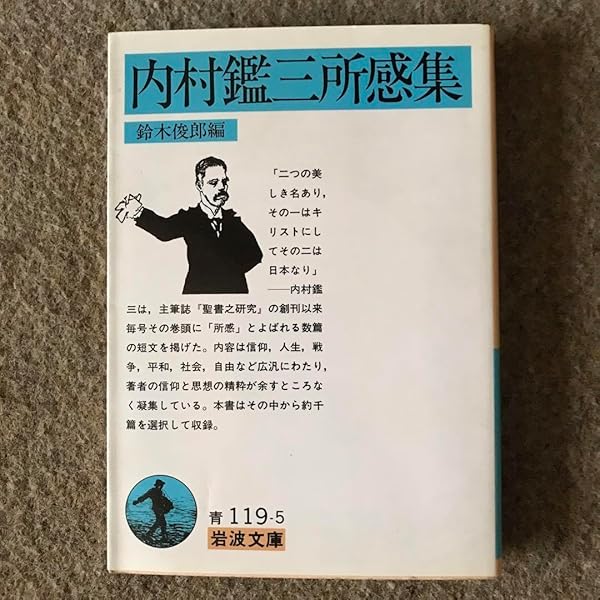 内村鑑三所感集
鈴木俊郎編
「二つの美
しき名あり,
その一はキ
リストにし
てその二は
日本なり」
──内村鑑
三は，主筆誌『聖書之研究』の創刊以来
毎号その巻頭に「所感」とよばれる数篇
の短文を掲げた。内容は信仰，人生，戦
争，平和，社会，自由など広汎にわたり,
著者の信仰と思想の精粋が余すところな
く凝集している。本書はその中から約千
篇を選択して収録。
青 119-5
岩波文庫